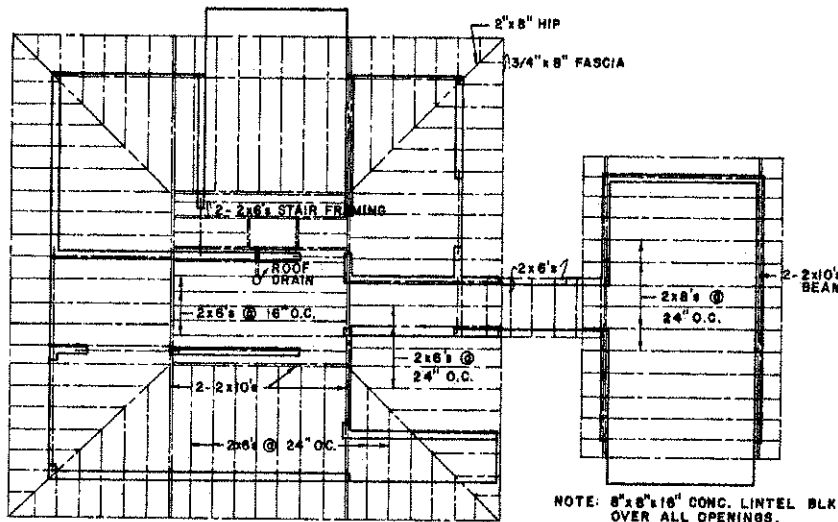 2"x8" HIP
3/4"x 8" FASCIA
2- 2x6's STAIR FRAMING
ROOF
DRAIN
2x6's
2x6's @ 16" O.C.
2x8's @
24" O.C.
2- 2x10's
BEAM
2x6's @
24" O.C.
2- 2x10's
2x6's @ 24" O.C.
NOTE: 8"x8"x16" CONC. LINTEL BLK
OVER ALL OPENINGS.